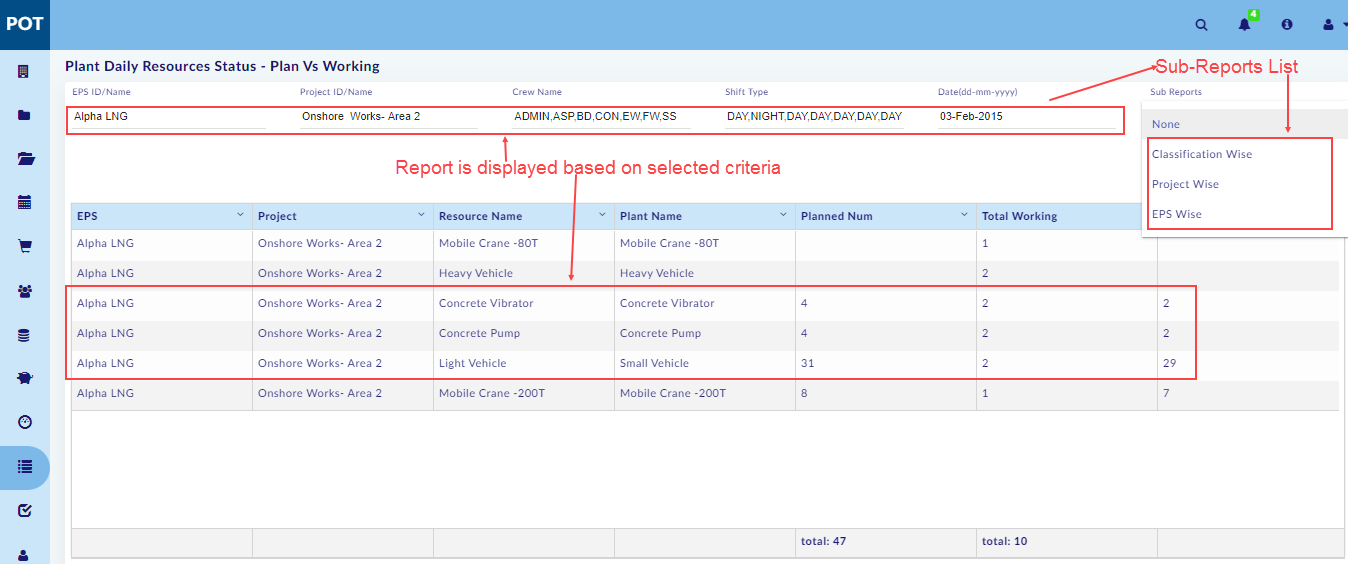 POT
4
Plant Daily Resources Status - Plan Vs Working
Sub-Reports List
EPS ID/Name Project ID/Name Crew Name Shift Type Date(dd-mm-yyyy) Sub Reports
Alpha LNG Onshore Works- Area 2 ADMIN,ASP,BD,CON,EW,FW,SS DAY,NIGHT,DAY,DAY,DAY,DAY,DAY 03-Feb-2015
None
Classification Wise
Project Wise
EPS Wise
Report is displayed based on selected criteria
EPS Project Resource Name Plant Name Planned Num Total Working
Alpha LNG Onshore Works- Area 2 Mobile Crane -80T Mobile Crane -80T 1
Alpha LNG Onshore Works- Area 2 Heavy Vehicle Heavy Vehicle 2
Alpha LNG Onshore Works- Area 2 Concrete Vibrator Concrete Vibrator 4 2 2
Alpha LNG Onshore Works- Area 2 Concrete Pump Concrete Pump 4 2 2
Alpha LNG Onshore Works- Area 2 Light Vehicle Small Vehicle 31 2 29
Alpha LNG Onshore Works- Area 2 Mobile Crane -200T Mobile Crane -200T 8 1 7
total: 47 total: 10